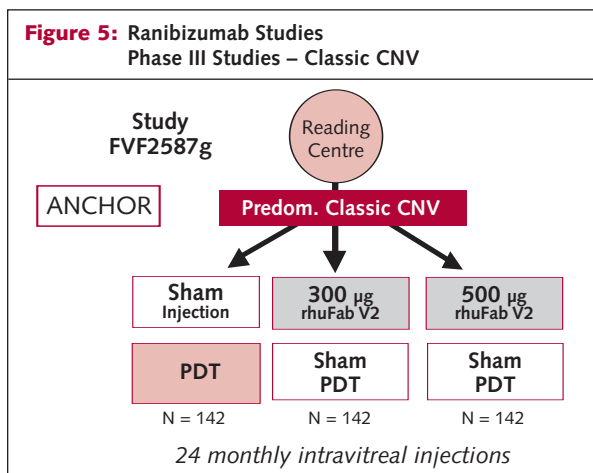 Figure 5: Ranibizumab Studies
Phase III Studies – Classic CNV
Study
FVF2587g
Reading
Centre
ANCHOR
Predom. Classic CNV
Sham
Injection
300 µg
rhuFab V2
500 µg
rhuFab V2
PDT
Sham
PDT
Sham
PDT
N = 142
N = 142
N = 142
24 monthly intravitreal injections